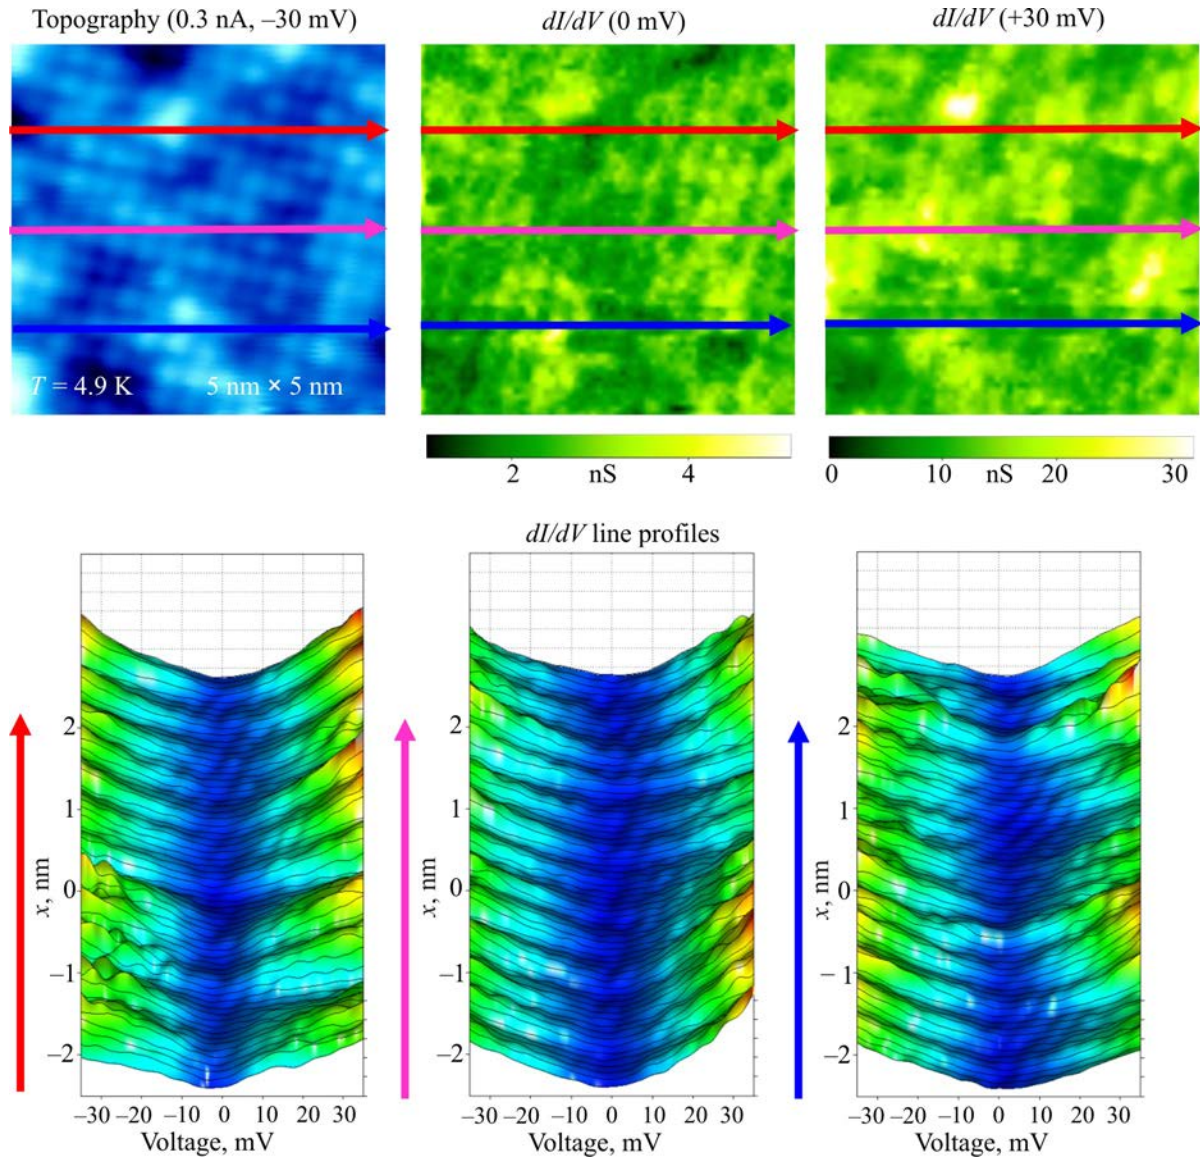 Topography (0.3 nA, –30 mV)
dI/dV (0 mV)
dI/dV (+30 mV)
T = 4.9 K
5 nm × 5 nm
2 nS 4
0 10 nS 20 30
dI/dV line profiles
x, nm
2
1
0
–1
–2
–30 –20 –10 0 10 20 30
Voltage, mV
x, nm
2
1
0
–1
–2
–30 –20 –10 0 10 20 30
Voltage, mV
x, nm
2
1
0
–1
–2
–30 –20 –10 0 10 20 30
Voltage, mV